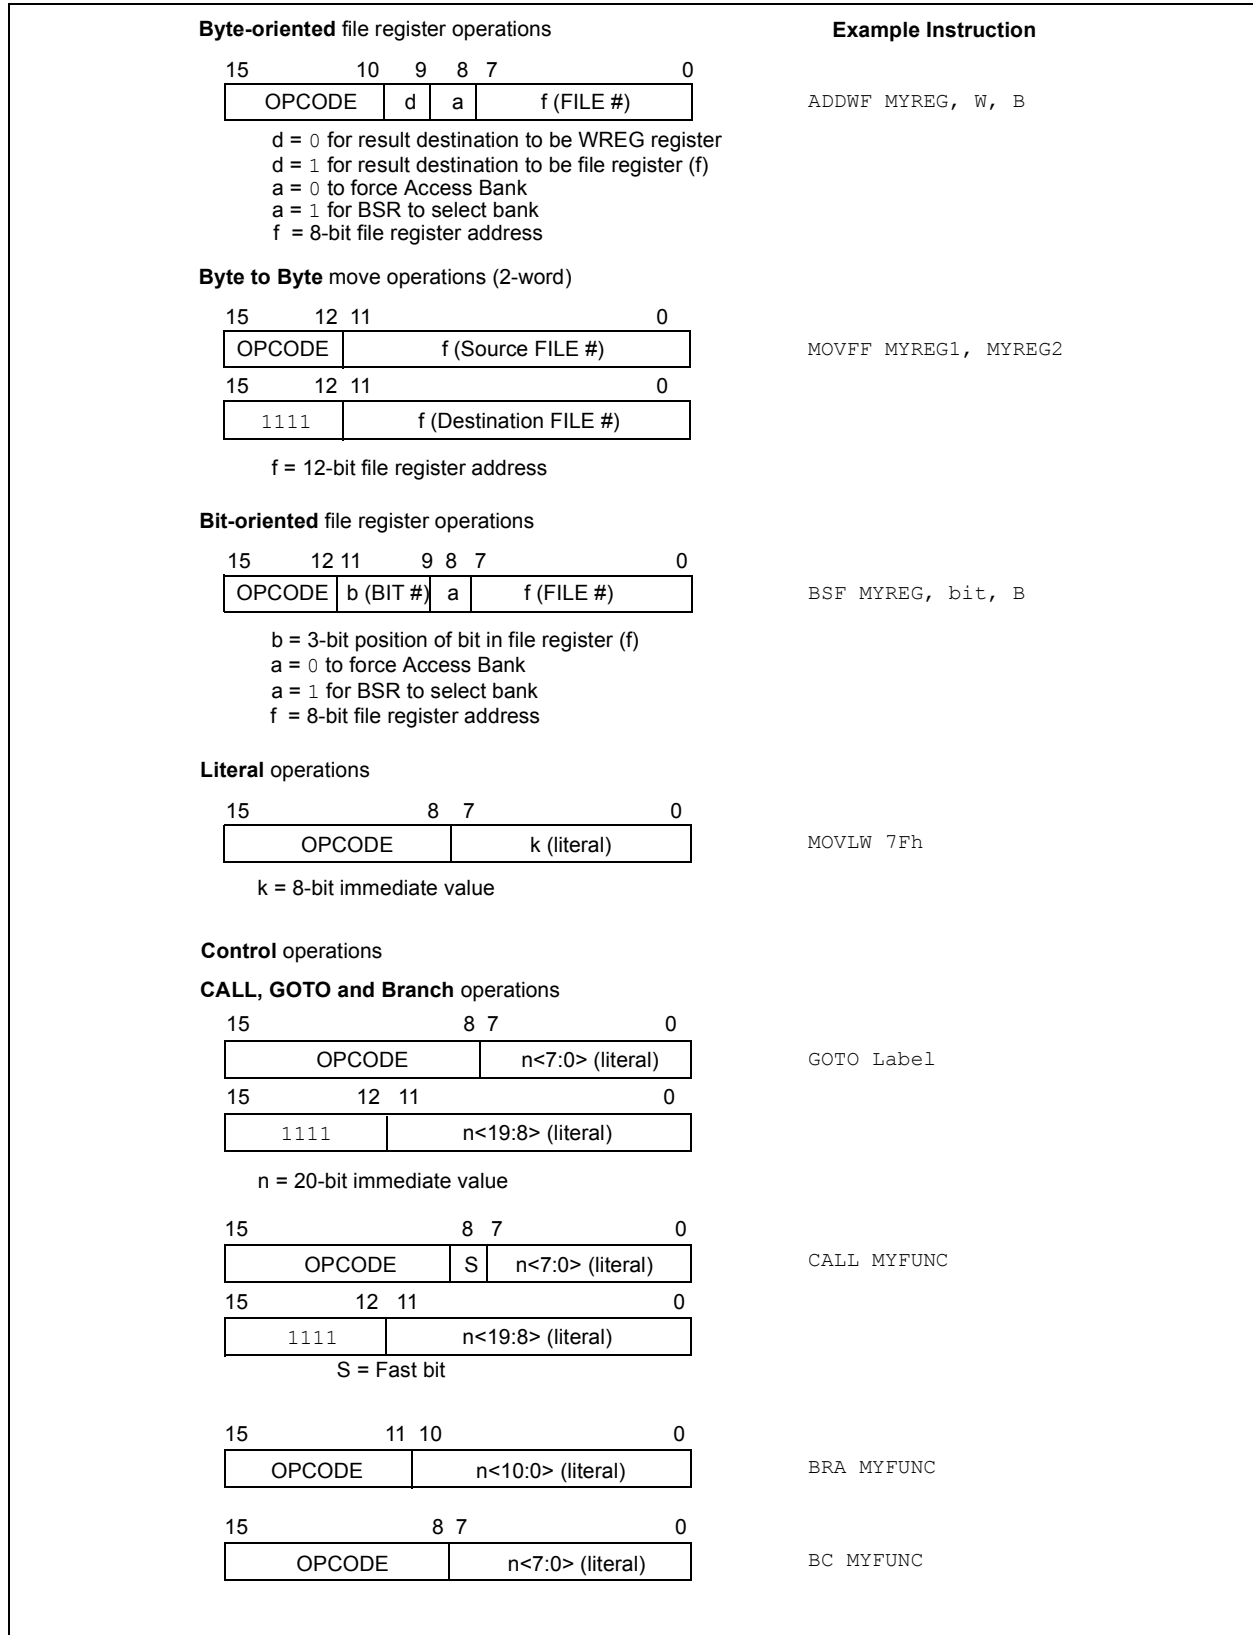 Byte-oriented file register operations
Example Instruction
15 10 9 8 7 0
OPCODE d a f (FILE #)
ADDWF MYREG, W, B
d = 0 for result destination to be WREG register
d = 1 for result destination to be file register (f)
a = 0 to force Access Bank
a = 1 for BSR to select bank
f = 8-bit file register address
Byte to Byte move operations (2-word)
15 12 11 0
OPCODE f (Source FILE #)
MOVFF MYREG1, MYREG2
15 12 11 0
1111 f (Destination FILE #)
f = 12-bit file register address
Bit-oriented file register operations
15 12 11 9 8 7 0
OPCODE b (BIT #) a f (FILE #)
BSF MYREG, bit, B
b = 3-bit position of bit in file register (f)
a = 0 to force Access Bank
a = 1 for BSR to select bank
f = 8-bit file register address
Literal operations
15 8 7 0
OPCODE k (literal)
MOVLW 7Fh
k = 8-bit immediate value
Control operations
CALL, GOTO and Branch operations
15 8 7 0
OPCODE n<7:0> (literal)
GOTO Label
15 12 11 0
1111 n<19:8> (literal)
n = 20-bit immediate value
15 8 7 0
OPCODE S n<7:0> (literal)
CALL MYFUNC
15 12 11 0
1111 n<19:8> (literal)
S = Fast bit
15 11 10 0
OPCODE n<10:0> (literal)
BRA MYFUNC
15 8 7 0
OPCODE n<7:0> (literal)
BC MYFUNC